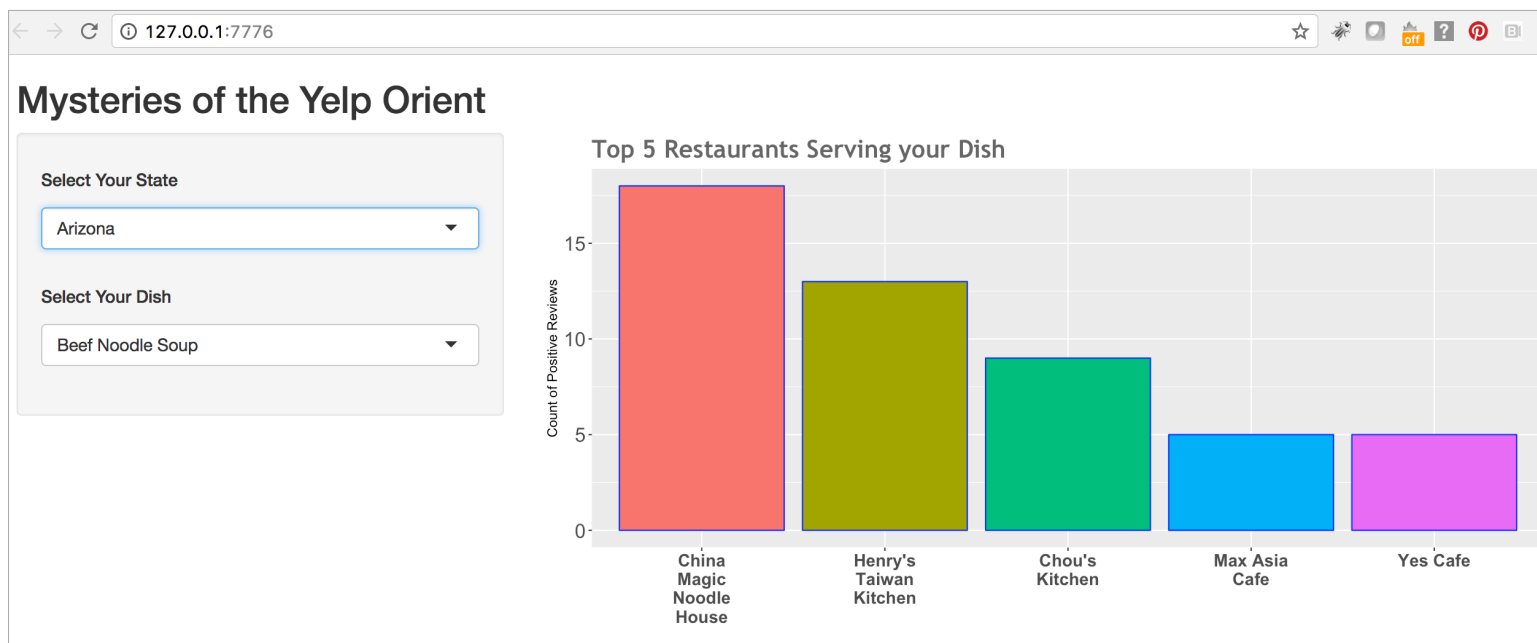 127.0.0.1:7776
off
?
B
Mysteries of the Yelp Orient
Select Your State
Arizona
Select Your Dish
Beef Noodle Soup
Top 5 Restaurants Serving your Dish
Count of Positive Reviews
15
10
5
0
China
Magic
Noodle
House
Henry's
Taiwan
Kitchen
Chou's
Kitchen
Max Asia
Cafe
Yes Cafe